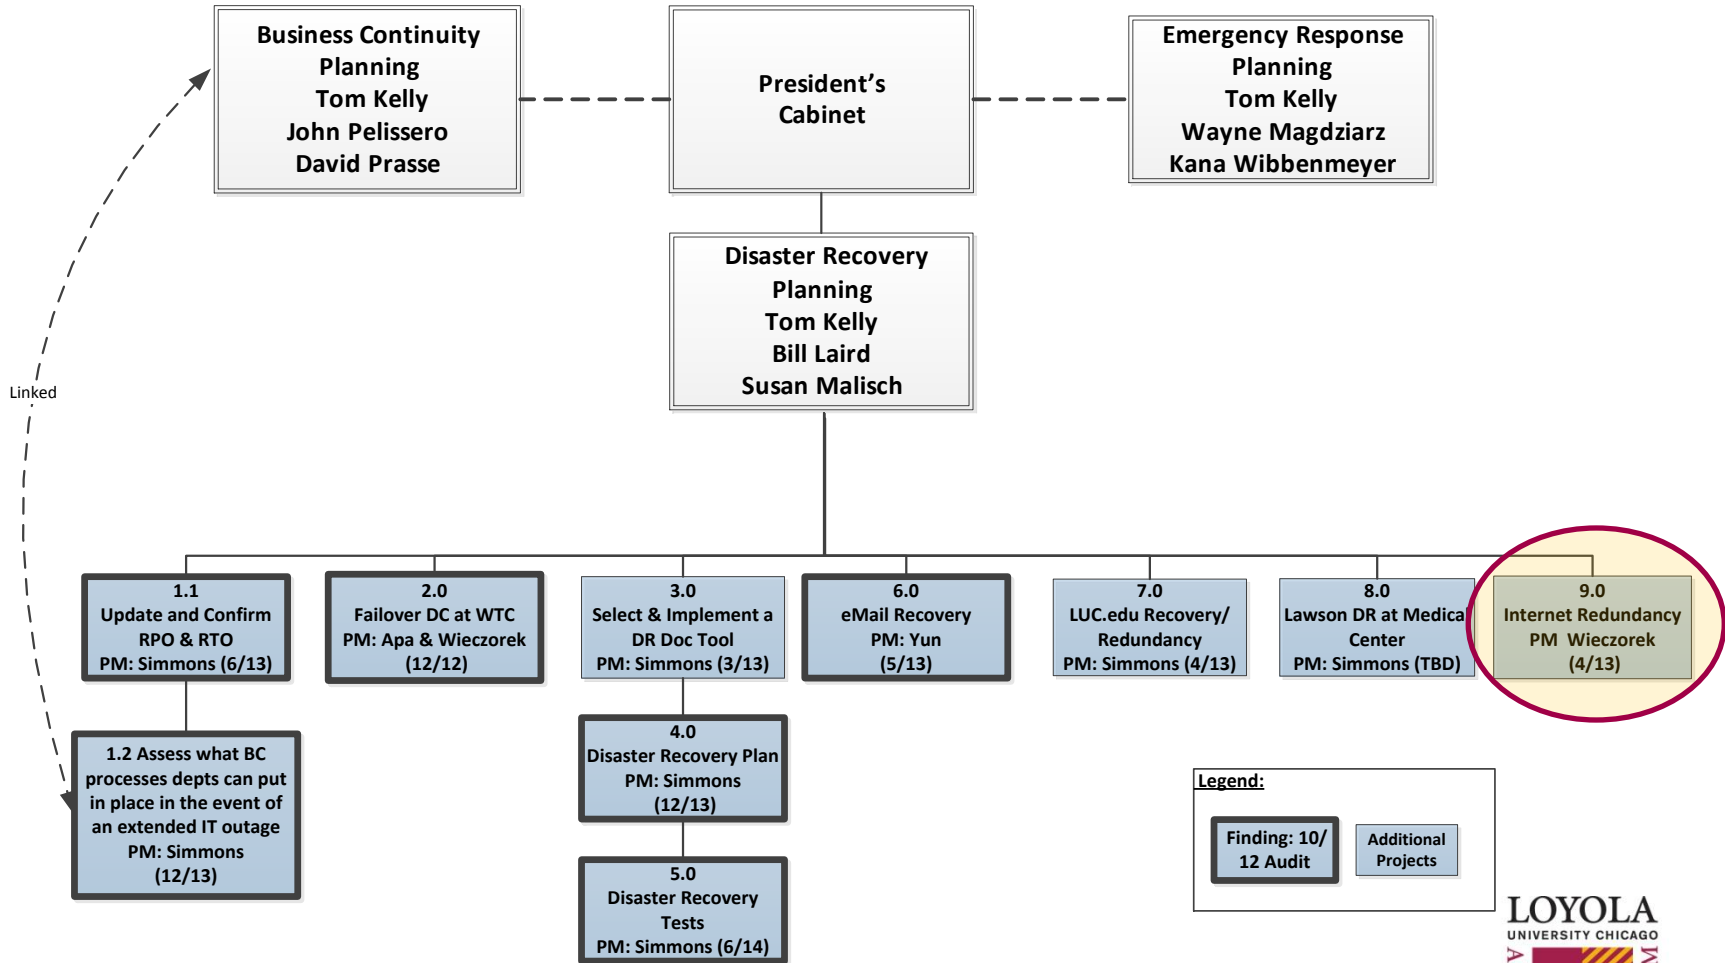 Business Continuity
Planning
Tom Kelly
John Pelissero
David Prasse
President’s
Cabinet
Emergency Response
Planning
Tom Kelly
Wayne Magdziarz
Kana Wibbenmeyer
Disaster Recovery
Planning
Tom Kelly
Bill Laird
Susan Malisch
Linked
1.1
Update and Confirm
RPO & RTO
PM: Simmons (6/13)
2.0
Failover DC at WTC
PM: Apa & Wieczorek
(12/12)
3.0
Select & Implement a
DR Doc Tool
PM: Simmons (3/13)
6.0
eMail Recovery
PM: Yun
(5/13)
7.0
LUC.edu Recovery/
Redundancy
PM: Simmons (4/13)
8.0
Lawson DR at Medical
Center
PM: Simmons (TBD)
9.0
Internet Redundancy
PM Wieczorek
(4/13)
1.2 Assess what BC
processes depts can put
in place in the event of
an extended IT outage
PM: Simmons
(12/13)
4.0
Disaster Recovery Plan
PM: Simmons
(12/13)
5.0
Disaster Recovery
Tests
PM: Simmons (6/14)
Legend:
Finding: 10/
12 Audit
Additional
Projects
LOYOLA
UNIVERSITY CHICAGO